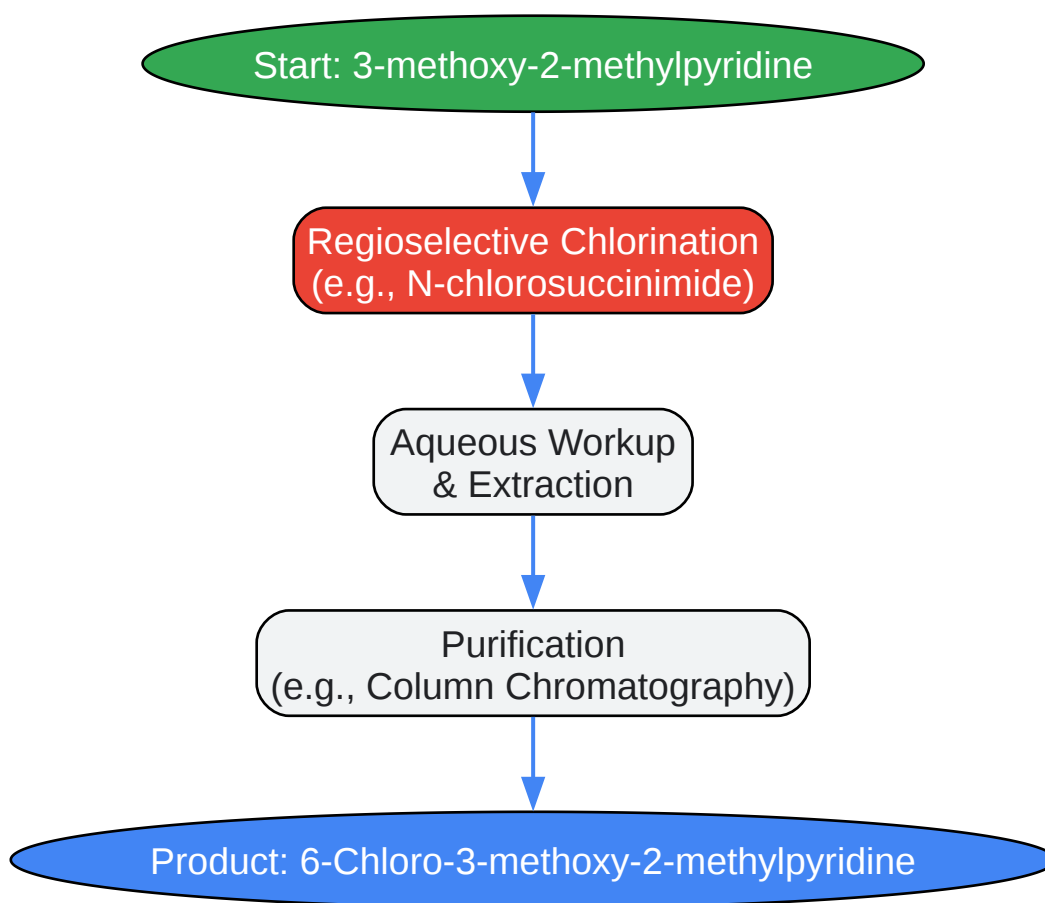 Start: 3-methoxy-2-methylpyridine
Regioselective Chlorination
(e.g., N-chlorosuccinimide)
Aqueous Workup
& Extraction
Purification
(e.g., Column Chromatography)
Product: 6-Chloro-3-methoxy-2-methylpyridine